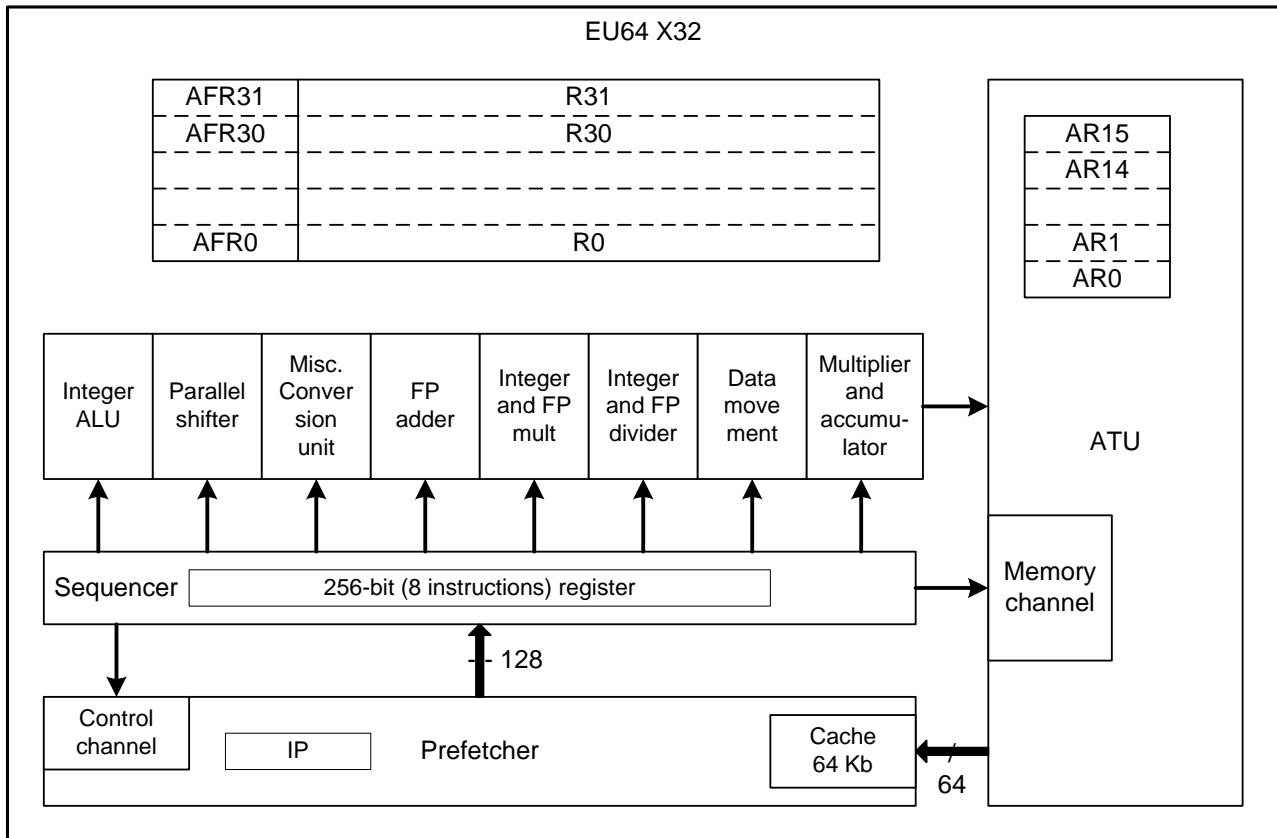 EU64 X32
AFR31 R31
AFR30 R30
AFR0 R0
AR15
AR14
AR1
AR0
Integer
ALU
Parallel
shifter
Misc.
Conver
sion
unit
FP
adder
Integer
and FP
mult
Integer
and FP
divider
Data
move
ment
Multiplier
and
accumu-
lator
ATU
Sequencer
256-bit (8 instructions) register
Memory
channel
128
Control
channel
IP
Prefetcher
Cache
64 Kb
64